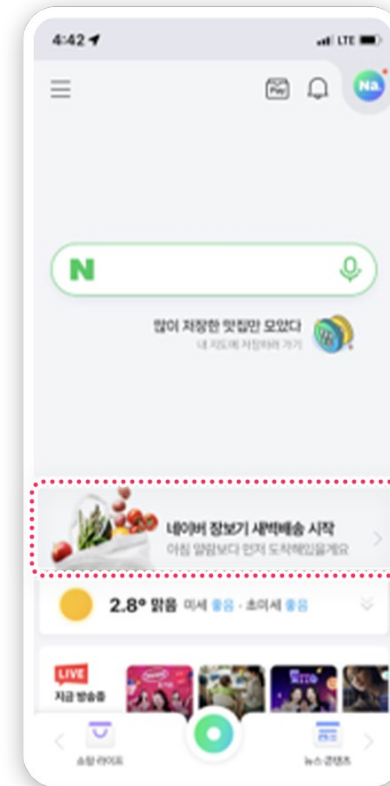 4:42
LTE
Play
Na.
N
많이 저장한 맛집만 모았다
내 지도에 저장하러 가기
네이버 장보기 새벽배송 시작
아침 알람보다 먼저 도착해있을게요
2.8° 맑음 미세 좋음 · 초미세 좋음
LIVE
지금 방송중
쇼핑·라이프
뉴스·콘텐츠